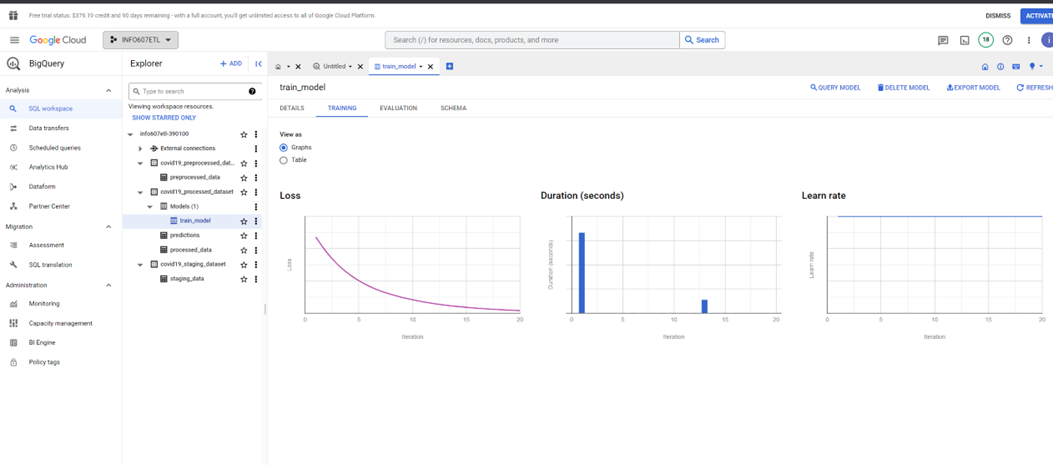 Free trial status: $379.19 credit and 90 days remaining - with a full account, you'll get unlimited access to all of Google Cloud Platform.
DISMISS
ACTIVAT
Google Cloud
INFO607ETL
Search (/) for resources, docs, products, and more
Search
18
i
BigQuery
Analysis
SQL workspace
Data transfers
Scheduled queries
Analytics Hub
Dataform
Partner Center
Migration
Assessment
SQL translation
Administration
Monitoring
Capacity management
BI Engine
Policy tags
Explorer
+ ADD
Type to search
Viewing workspace resources.
SHOW STARRED ONLY
info607etl-390100
External connections
covid19_preprocessed_dat...
preprocessed_data
covid19_processed_dataset
Models (1)
train_model
predictions
processed_data
covid19_staging_dataset
staging_data
Untitled
train_model
train_model
QUERY MODEL
DELETE MODEL
EXPORT MODEL
REFRESH
DETAILS
TRAINING
EVALUATION
SCHEMA
View as
Graphs
Table
Loss
Loss
0 5 10 15 20
Iteration
Duration (seconds)
Duration (seconds)
0 5 10 15 20
Iteration
Learn rate
Learn rate
0 5 10 15 20
Iteration